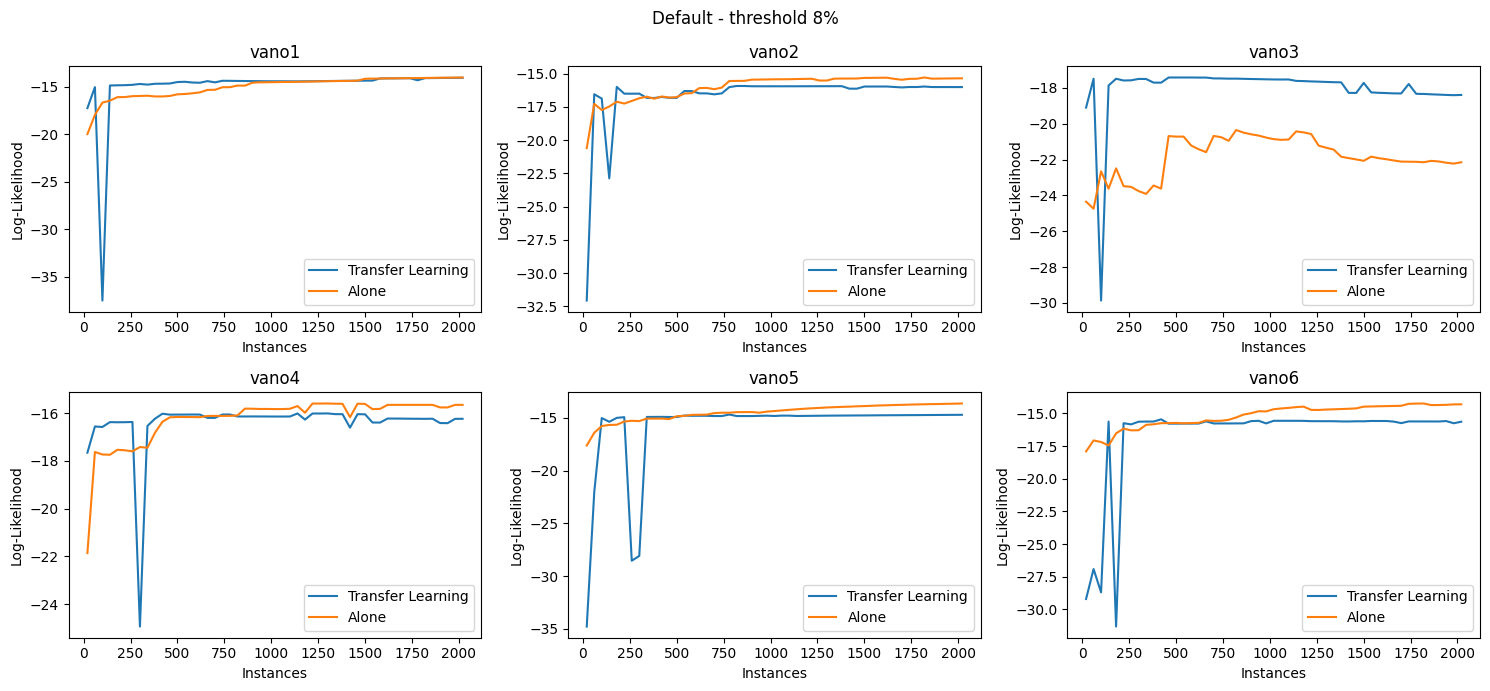 Default - threshold 8%
vano1
Log-Likelihood
−15
−20
−25
−30
−35
0 250 500 750 1000 1250 1500 1750 2000
Instances
Transfer Learning
Alone
vano2
Log-Likelihood
−15.0
−17.5
−20.0
−22.5
−25.0
−27.5
−30.0
−32.5
0 250 500 750 1000 1250 1500 1750 2000
Instances
Transfer Learning
Alone
vano3
Log-Likelihood
−18
−20
−22
−24
−26
−28
−30
0 250 500 750 1000 1250 1500 1750 2000
Instances
Transfer Learning
Alone
vano4
Log-Likelihood
−16
−18
−20
−22
−24
0 250 500 750 1000 1250 1500 1750 2000
Instances
Transfer Learning
Alone
vano5
Log-Likelihood
−15
−20
−25
−30
−35
0 250 500 750 1000 1250 1500 1750 2000
Instances
Transfer Learning
Alone
vano6
Log-Likelihood
−15.0
−17.5
−20.0
−22.5
−25.0
−27.5
−30.0
0 250 500 750 1000 1250 1500 1750 2000
Instances
Transfer Learning
Alone